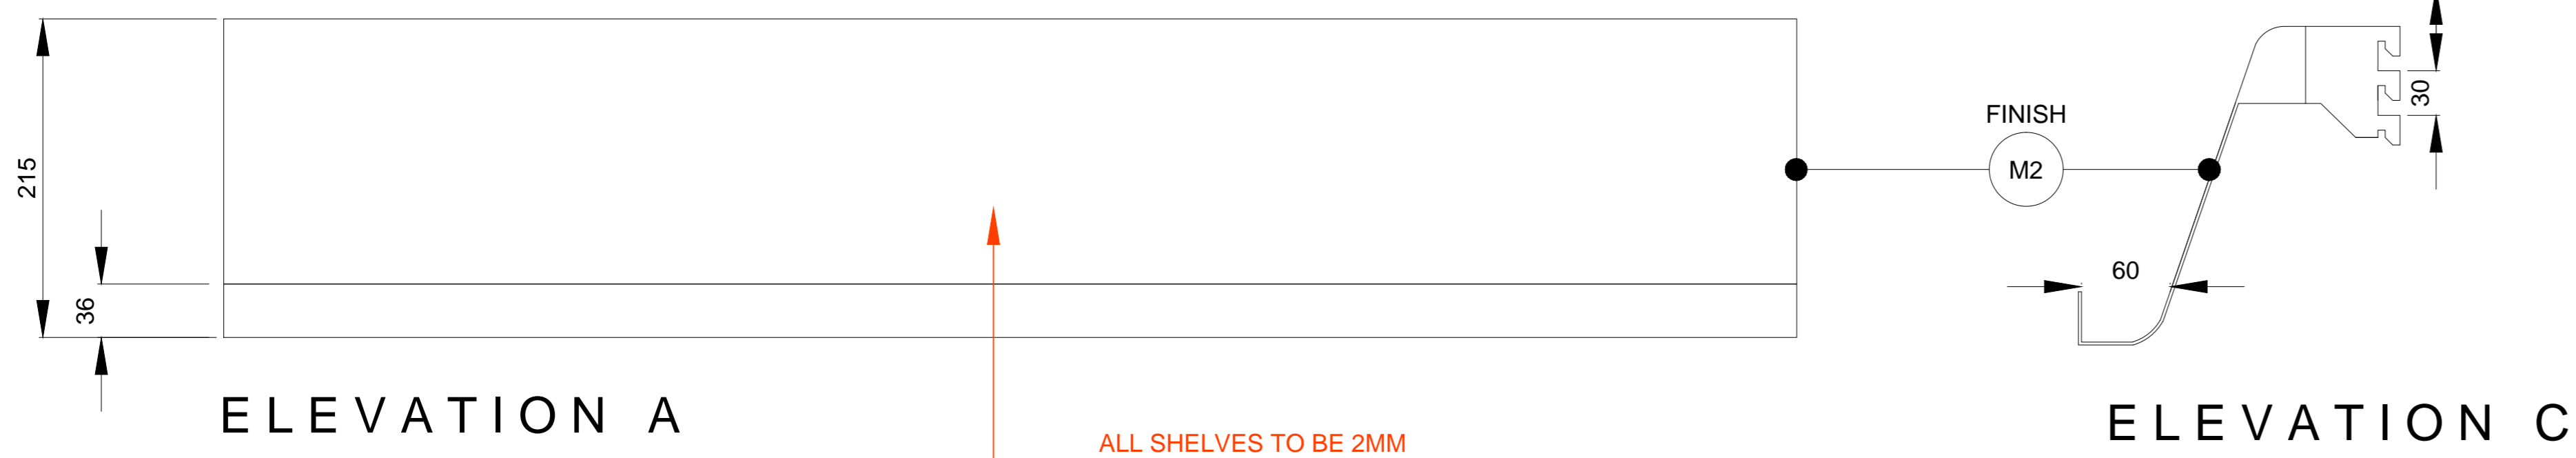 215
36
FINISH
M2
60
30
ELEVATION A
ALL SHELVES TO BE 2MM
ELEVATION C